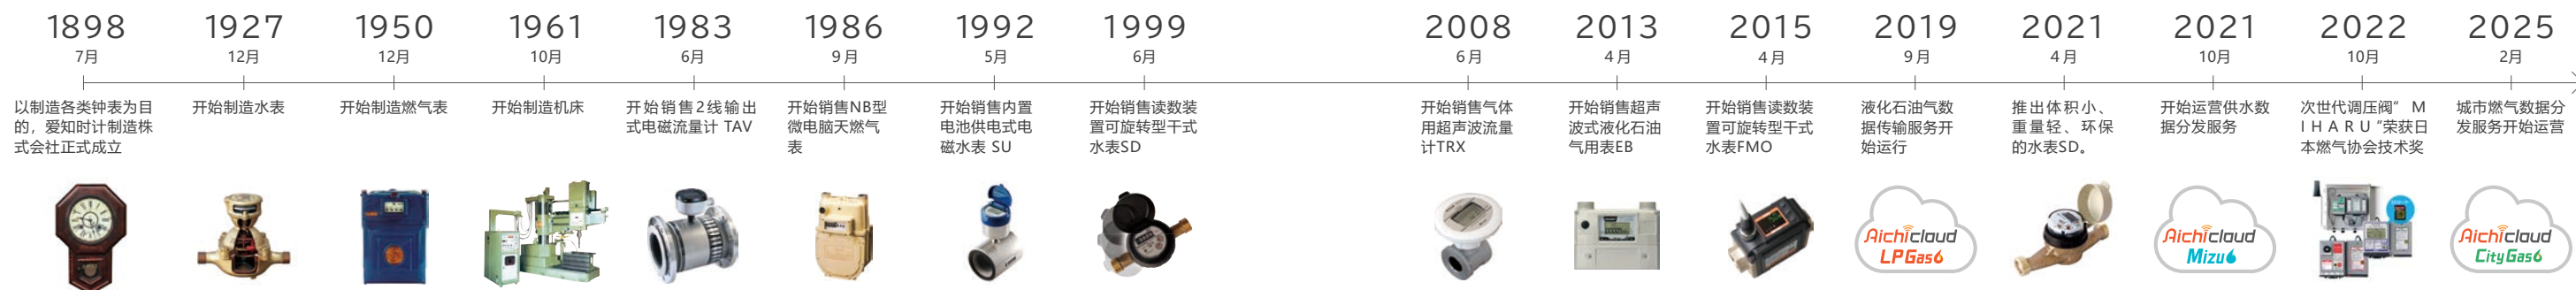 1898
7月
以制造各类钟表为目
的，爱知时计制造株
式会社正式成立
1927
12月
开始制造水表
1950
12月
开始制造燃气表
1961
10月
开始制造机床
1983
6月
开始销售2线输出
式电磁流量计 TAV
1986
9月
开始销售NB型
微电脑天燃气
表
1992
5月
开始销售内置
电池供电式电
磁水表 SU
1999
6月
开始销售读数装
置可旋转型干式
水表SD
2008
6月
开始销售气体
用超声波流量
计TRX
2013
4月
开始销售超声
波式液化石油
气用表EB
2015
4月
开始销售读数装
置可旋转型干式
水表FMO
2019
9月
液化石油气数
据传输服务开
始运行
Aichicloud
LPGas
2021
4月
推出体积小、
重量轻、环保
的水表SD。
2021
10月
开始运营供水数
据分发服务
Aichicloud
Mizu
2022
10月
次世代调压阀“ M
I H A R U ”荣获日
本燃气协会技术奖
2025
2月
城市燃气数据分
发服务开始运营
Aichicloud
CityGas